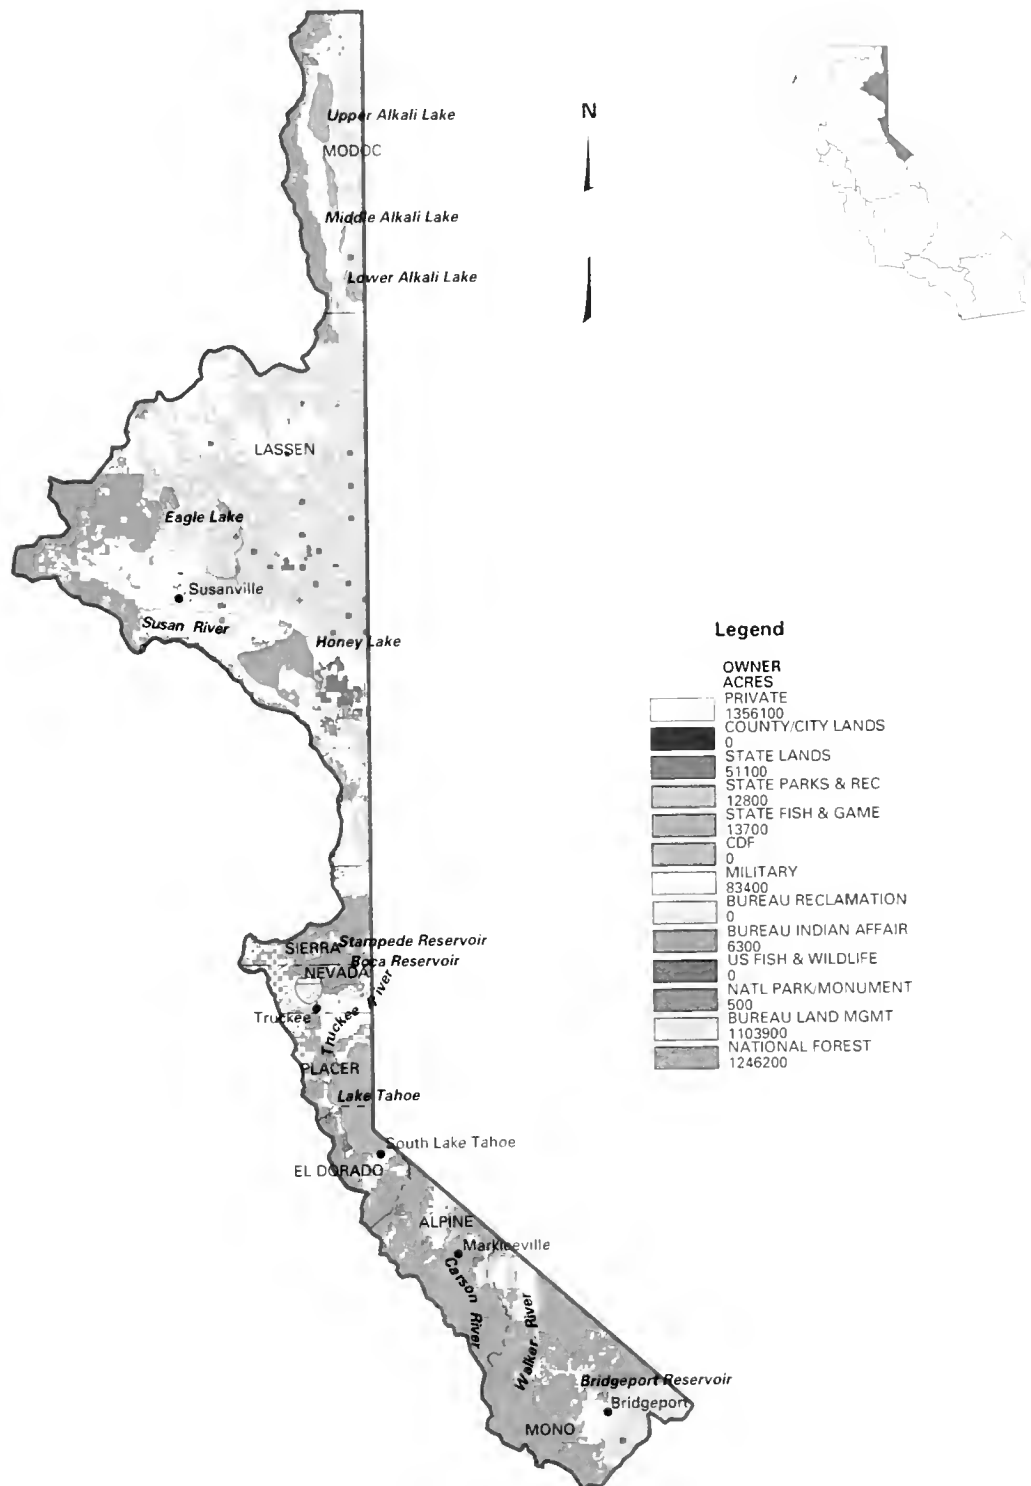 N
Upper Alkali Lake
MODOC
Middle Alkali Lake
Lower Alkali Lake
LASSEN
Eagle Lake
Susanville
Susan River
Honey Lake
SIERRA
Stampede Reservoir
Boca Reservoir
NEVADA
Truckee
Truckee River
PLACER
Lake Tahoe
South Lake Tahoe
EL DORADO
ALPINE
Markleeville
Carson River
Walker River
Bridgeport Reservoir
Bridgeport
MONO
Legend
OWNER
ACRES
PRIVATE
1356100
COUNTY/CITY LANDS
0
STATE LANDS
51100
STATE PARKS & REC
12800
STATE FISH & GAME
13700
CDF
0
MILITARY
83400
BUREAU RECLAMATION
0
BUREAU INDIAN AFFAIR
6300
US FISH & WILDLIFE
0
NATL PARK/MONUMENT
500
BUREAU LAND MGMT
1103900
NATIONAL FOREST
1246200